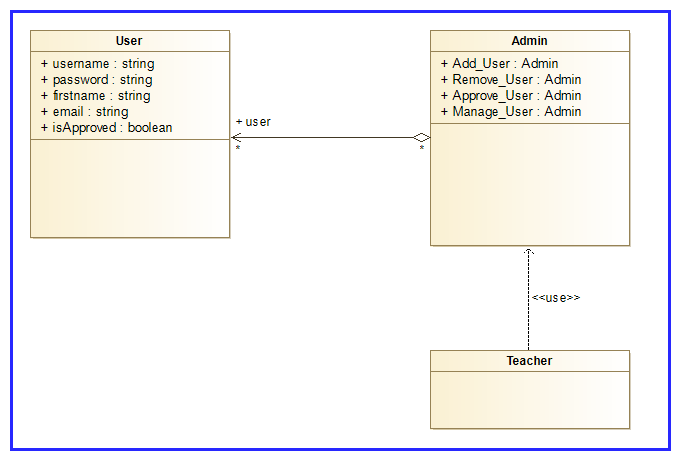 User
+ username : string
+ password : string
+ firstname : string
+ email : string
+ isApproved : boolean
Admin
+ Add_User : Admin
+ Remove_User : Admin
+ Approve_User : Admin
+ Manage_User : Admin
+ user
*
*
<<use>>
Teacher